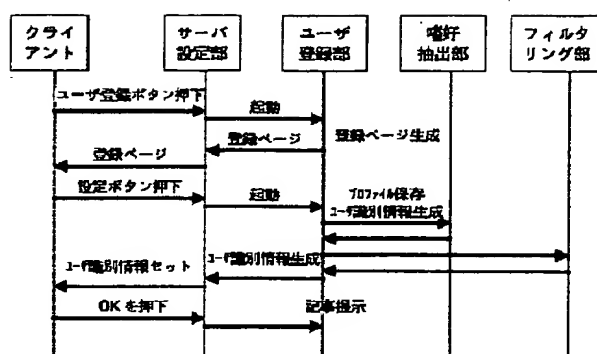 クライ
アント
サーバ
設定部
ユーザ
登録部
嗜好
抽出部
フィルタ
リング部
ユーザ登録ボタン押下
起動
登録ページ
登録ページ生成
登録ページ
設定ボタン押下
起動
プロファイル保存
ユーザ識別情報生成
ユーザ識別情報生成
ユーザ識別情報セット
OKを押下
記事提示